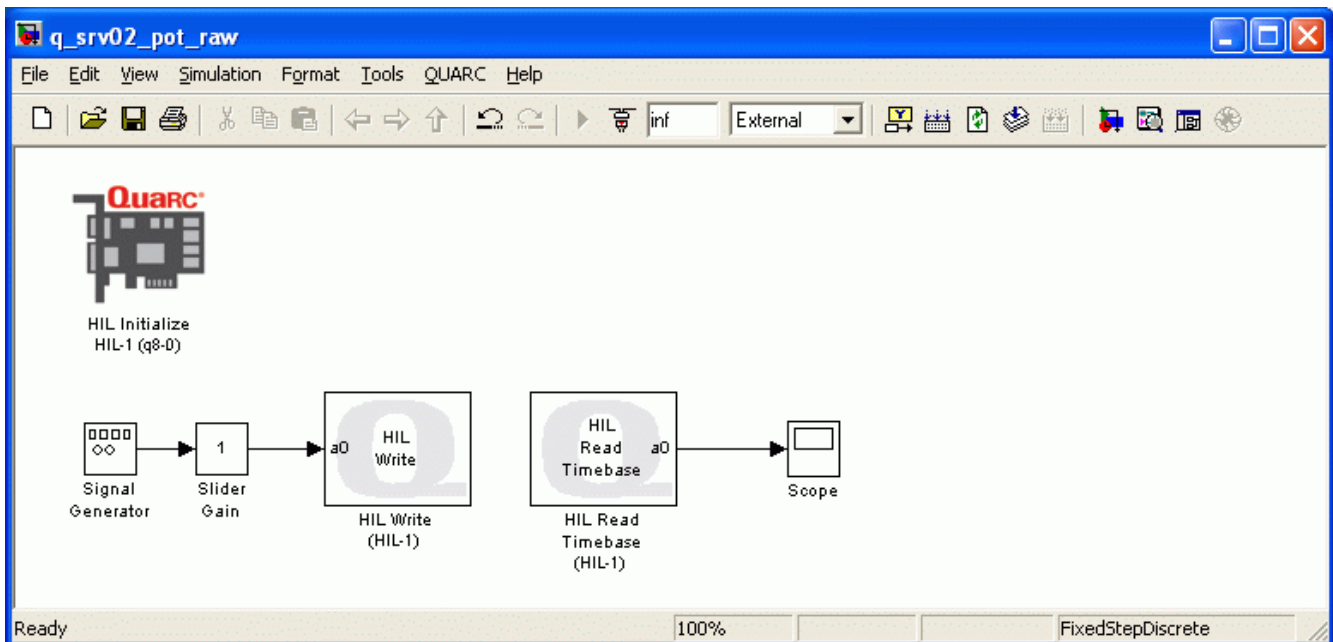 q_srv02_pot_raw
File Edit View Simulation Format Tools QUARC Help
inf External
QUARC
HIL Initialize
HIL-1 (q8-0)
1
a0
HIL
Write
HIL
Read
Timebase
a0
Signal
Generator
Slider
Gain
HIL Write
(HIL-1)
HIL Read
Timebase
(HIL-1)
Scope
Ready 100% FixedStepDiscrete